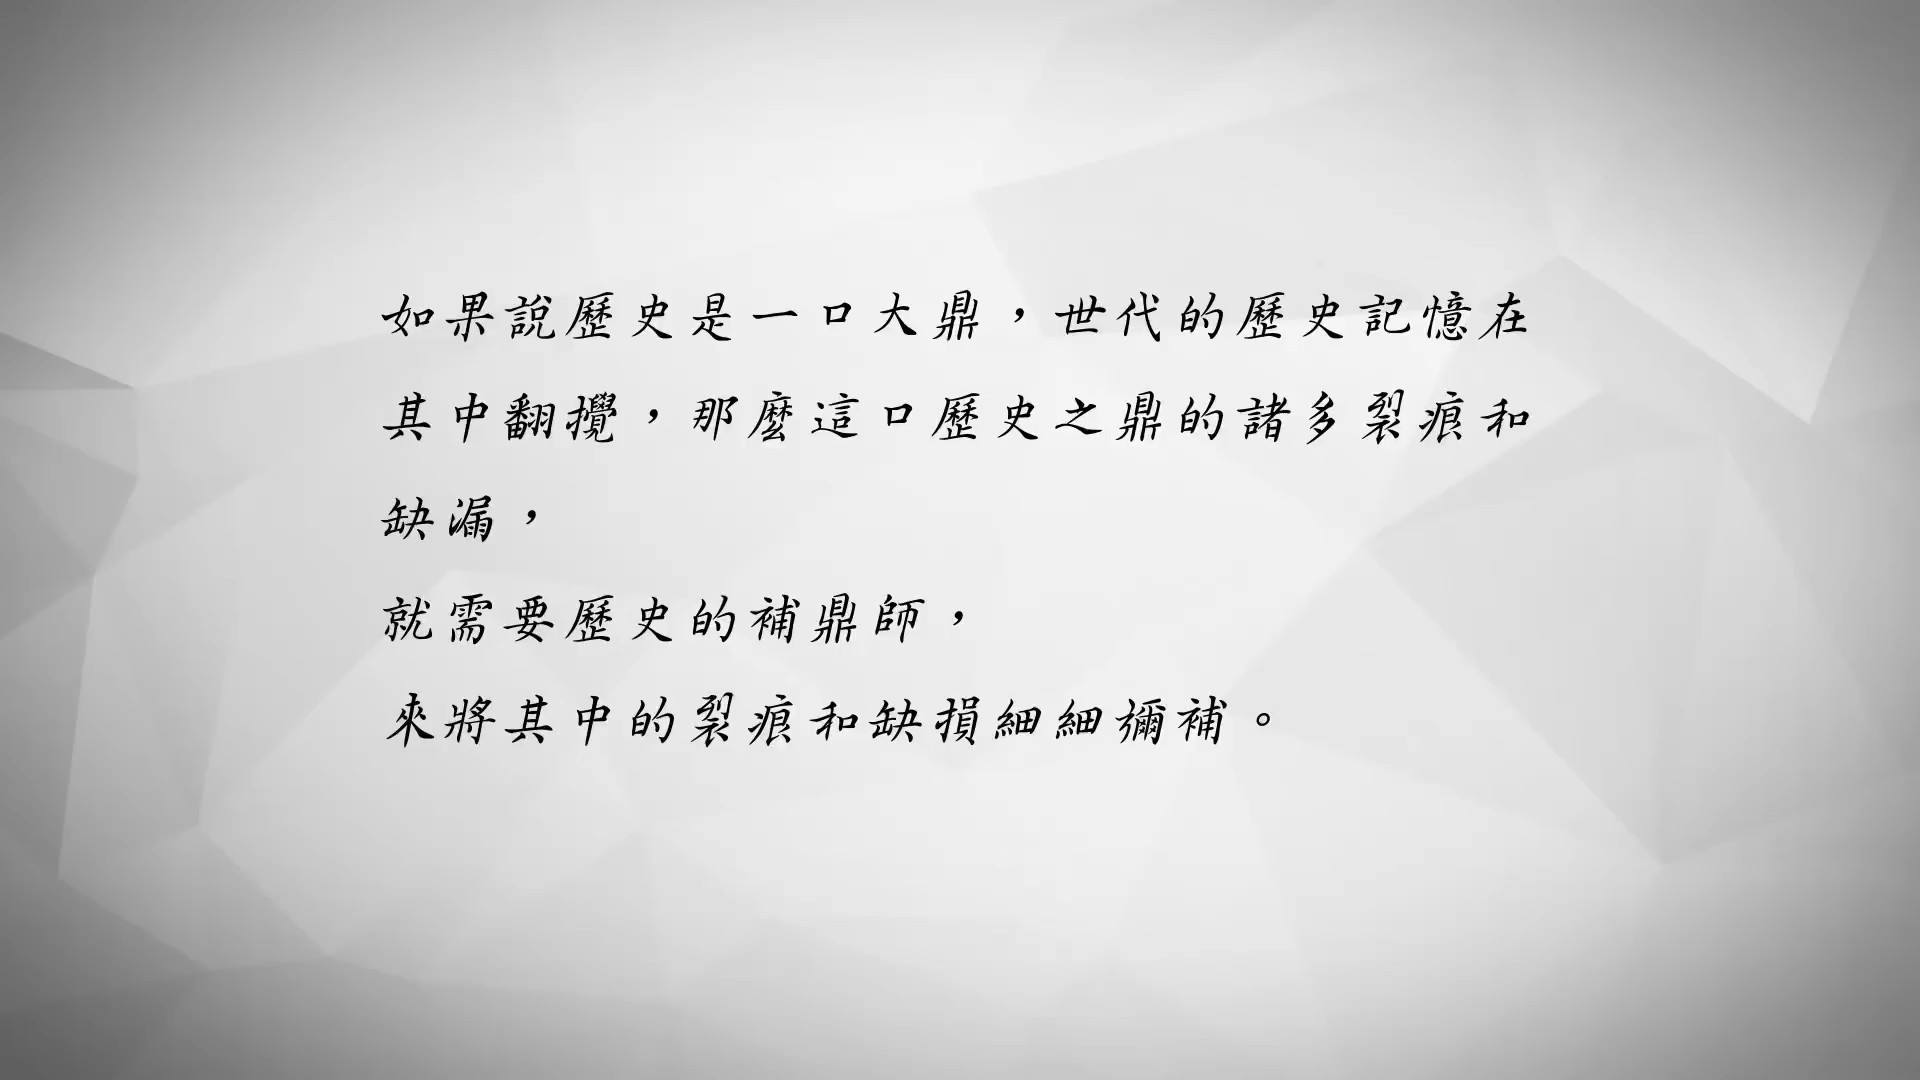 如果說歷史是一口大鼎，世代的歷史記憶在
其中翻攪，那麼這口歷史之鼎的諸多裂痕和
缺漏，
就需要歷史的補鼎師，
來將其中的裂痕和缺損細細彌補。